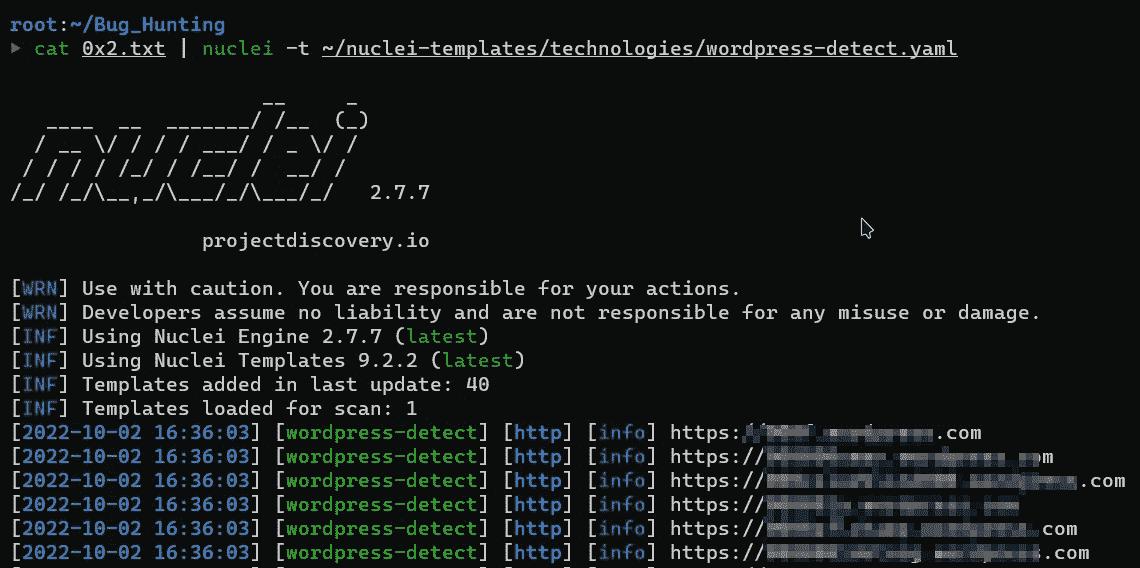 root:~/Bug_Hunting
▶ cat 0x2.txt | nuclei -t ~/nuclei-templates/technologies/wordpress-detect.yaml
                     __     _
   ____  __  _______/ /__  (_)
  / __ \/ / / / ___/ / _ \/ /
 / / / / /_/ / /__/ /  __/ /
/_/ /_/\__,_/\___/_/\___/_/   2.7.7
projectdiscovery.io
[WRN] Use with caution. You are responsible for your actions.
[WRN] Developers assume no liability and are not responsible for any misuse or damage.
[INF] Using Nuclei Engine 2.7.7 (latest)
[INF] Using Nuclei Templates 9.2.2 (latest)
[INF] Templates added in last update: 40
[INF] Templates loaded for scan: 1
[2022-10-02 16:36:03] [wordpress-detect] [http] [info] https: .com
[2022-10-02 16:36:03] [wordpress-detect] [http] [info] https:// om
[2022-10-02 16:36:03] [wordpress-detect] [http] [info] https:// .com
[2022-10-02 16:36:03] [wordpress-detect] [http] [info] https://
[2022-10-02 16:36:03] [wordpress-detect] [http] [info] https:// .com
[2022-10-02 16:36:03] [wordpress-detect] [http] [info] https:// .com